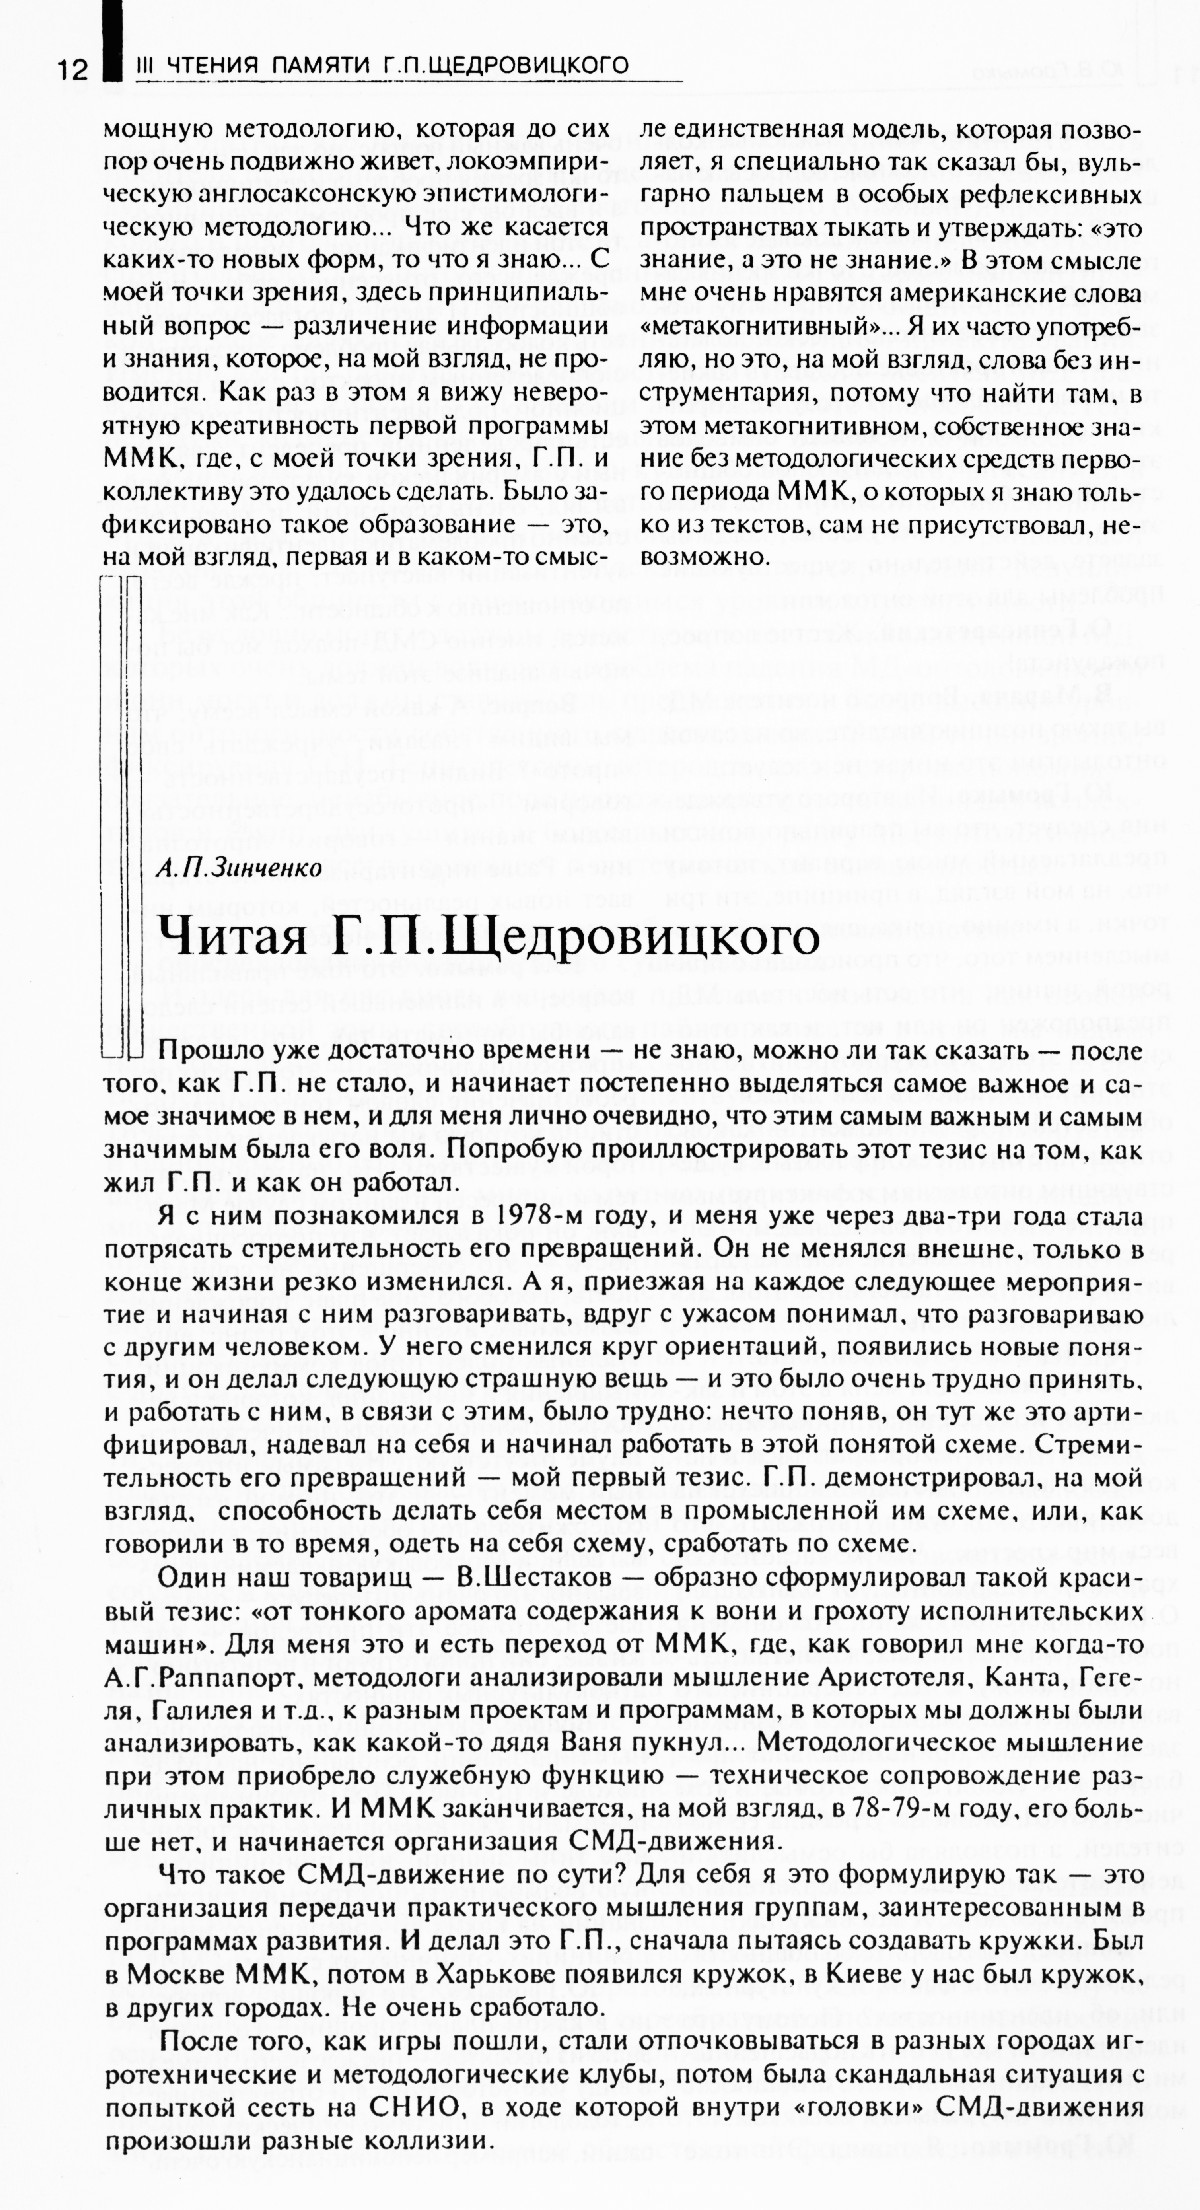 12
III ЧТЕНИЯ ПАМЯТИ Г.П.ЩЕДРОВИЦКОГО
мощную методологию, которая до сих
пор очень подвижно живет, локоэмпири-
ческую англосаксонскую эпистимологи-
ческую методологию... Что же касается
каких-то новых форм, то что я знаю... С
моей точки зрения, здесь принципиаль-
ный вопрос — различение информации
и знания, которое, на мой взгляд, не про-
водится. Как раз в этом я вижу неверо-
ятную креативность первой программы
ММК, где, с моей точки зрения, Г.П. и
коллективу это удалось сделать. Было за-
фиксировано такое образование — это,
на мой взгляд, первая и в каком-то смыс-
ле единственная модель, которая позво-
ляет, я специально так сказал бы, вуль-
гарно пальцем в особых рефлексивных
пространствах тыкать и утверждать: «это
знание, а это не знание.» В этом смысле
мне очень нравятся американские слова
«метакогнитивный»... Я их часто употреб-
ляю, но это, на мой взгляд, слова без ин-
струментария, потому что найти там, в
этом метакогнитивном, собственное зна-
ние без методологических средств перво-
го периода ММК, о которых я знаю толь-
ко из текстов, сам не присутствовал, не-
возможно.
А.П.Зинченко
Читая Г.П.Щедровицкого
Прошло уже достаточно времени — не знаю, можно ли так сказать — после
того, как Г.П. не стало, и начинает постепенно выделяться самое важное и са-
мое значимое в нем, и для меня лично очевидно, что этим самым важным и самым
значимым была его воля. Попробую проиллюстрировать этот тезис на том, как
жил Г.П. и как он работал.
Я с ним познакомился в 1978-м году, и меня уже через два-три года стала
потрясать стремительность его превращений. Он не менялся внешне, только в
конце жизни резко изменился. А я, приезжая на каждое следующее мероприя-
тие и начиная с ним разговаривать, вдруг с ужасом понимал, что разговариваю
с другим человеком. У него сменился круг ориентаций, появились новые поня-
тия, и он делал следующую страшную вещь — и это было очень трудно принять,
и работать с ним, в связи с этим, было трудно: нечто поняв, он тут же это арти-
фицировал, надевал на себя и начинал работать в этой понятой схеме. Стреми-
тельность его превращений — мой первый тезис. Г.П. демонстрировал, на мой
взгляд, способность делать себя местом в промысленной им схеме, или, как
говорили в то время, одеть на себя схему, сработать по схеме.
Один наш товарищ — В.Шестаков — образно сформулировал такой краси-
вый тезис: «от тонкого аромата содержания к вони и грохоту исполнительских
машин». Для меня это и есть переход от ММК, где, как говорил мне когда-то
А.Г.Раппапорт, методологи анализировали мышление Аристотеля, Канта, Геге-
ля, Галилея и т.д., к разным проектам и программам, в которых мы должны были
анализировать, как какой-то дядя Ваня пукнул... Методологическое мышление
при этом приобрело служебную функцию — техническое сопровождение раз-
личных практик. И ММК заканчивается, на мой взгляд, в 78-79-м году, его боль-
ше нет, и начинается организация СМД-движения.
Что такое СМД-движение по сути? Для себя я это формулирую так — это
организация передачи практического мышления группам, заинтересованным в
программах развития. И делал это Г.П., сначала пытаясь создавать кружки. Был
в Москве ММК, потом в Харькове появился кружок, в Киеве у нас был кружок,
в других городах. Не очень сработало.
После того, как игры пошли, стали отпочковываться в разных городах иг-
ротехнические и методологические клубы, потом была скандальная ситуация с
попыткой сесть на СНИО, в ходе которой внутри «головки» СМД-движения
произошли разные коллизии.